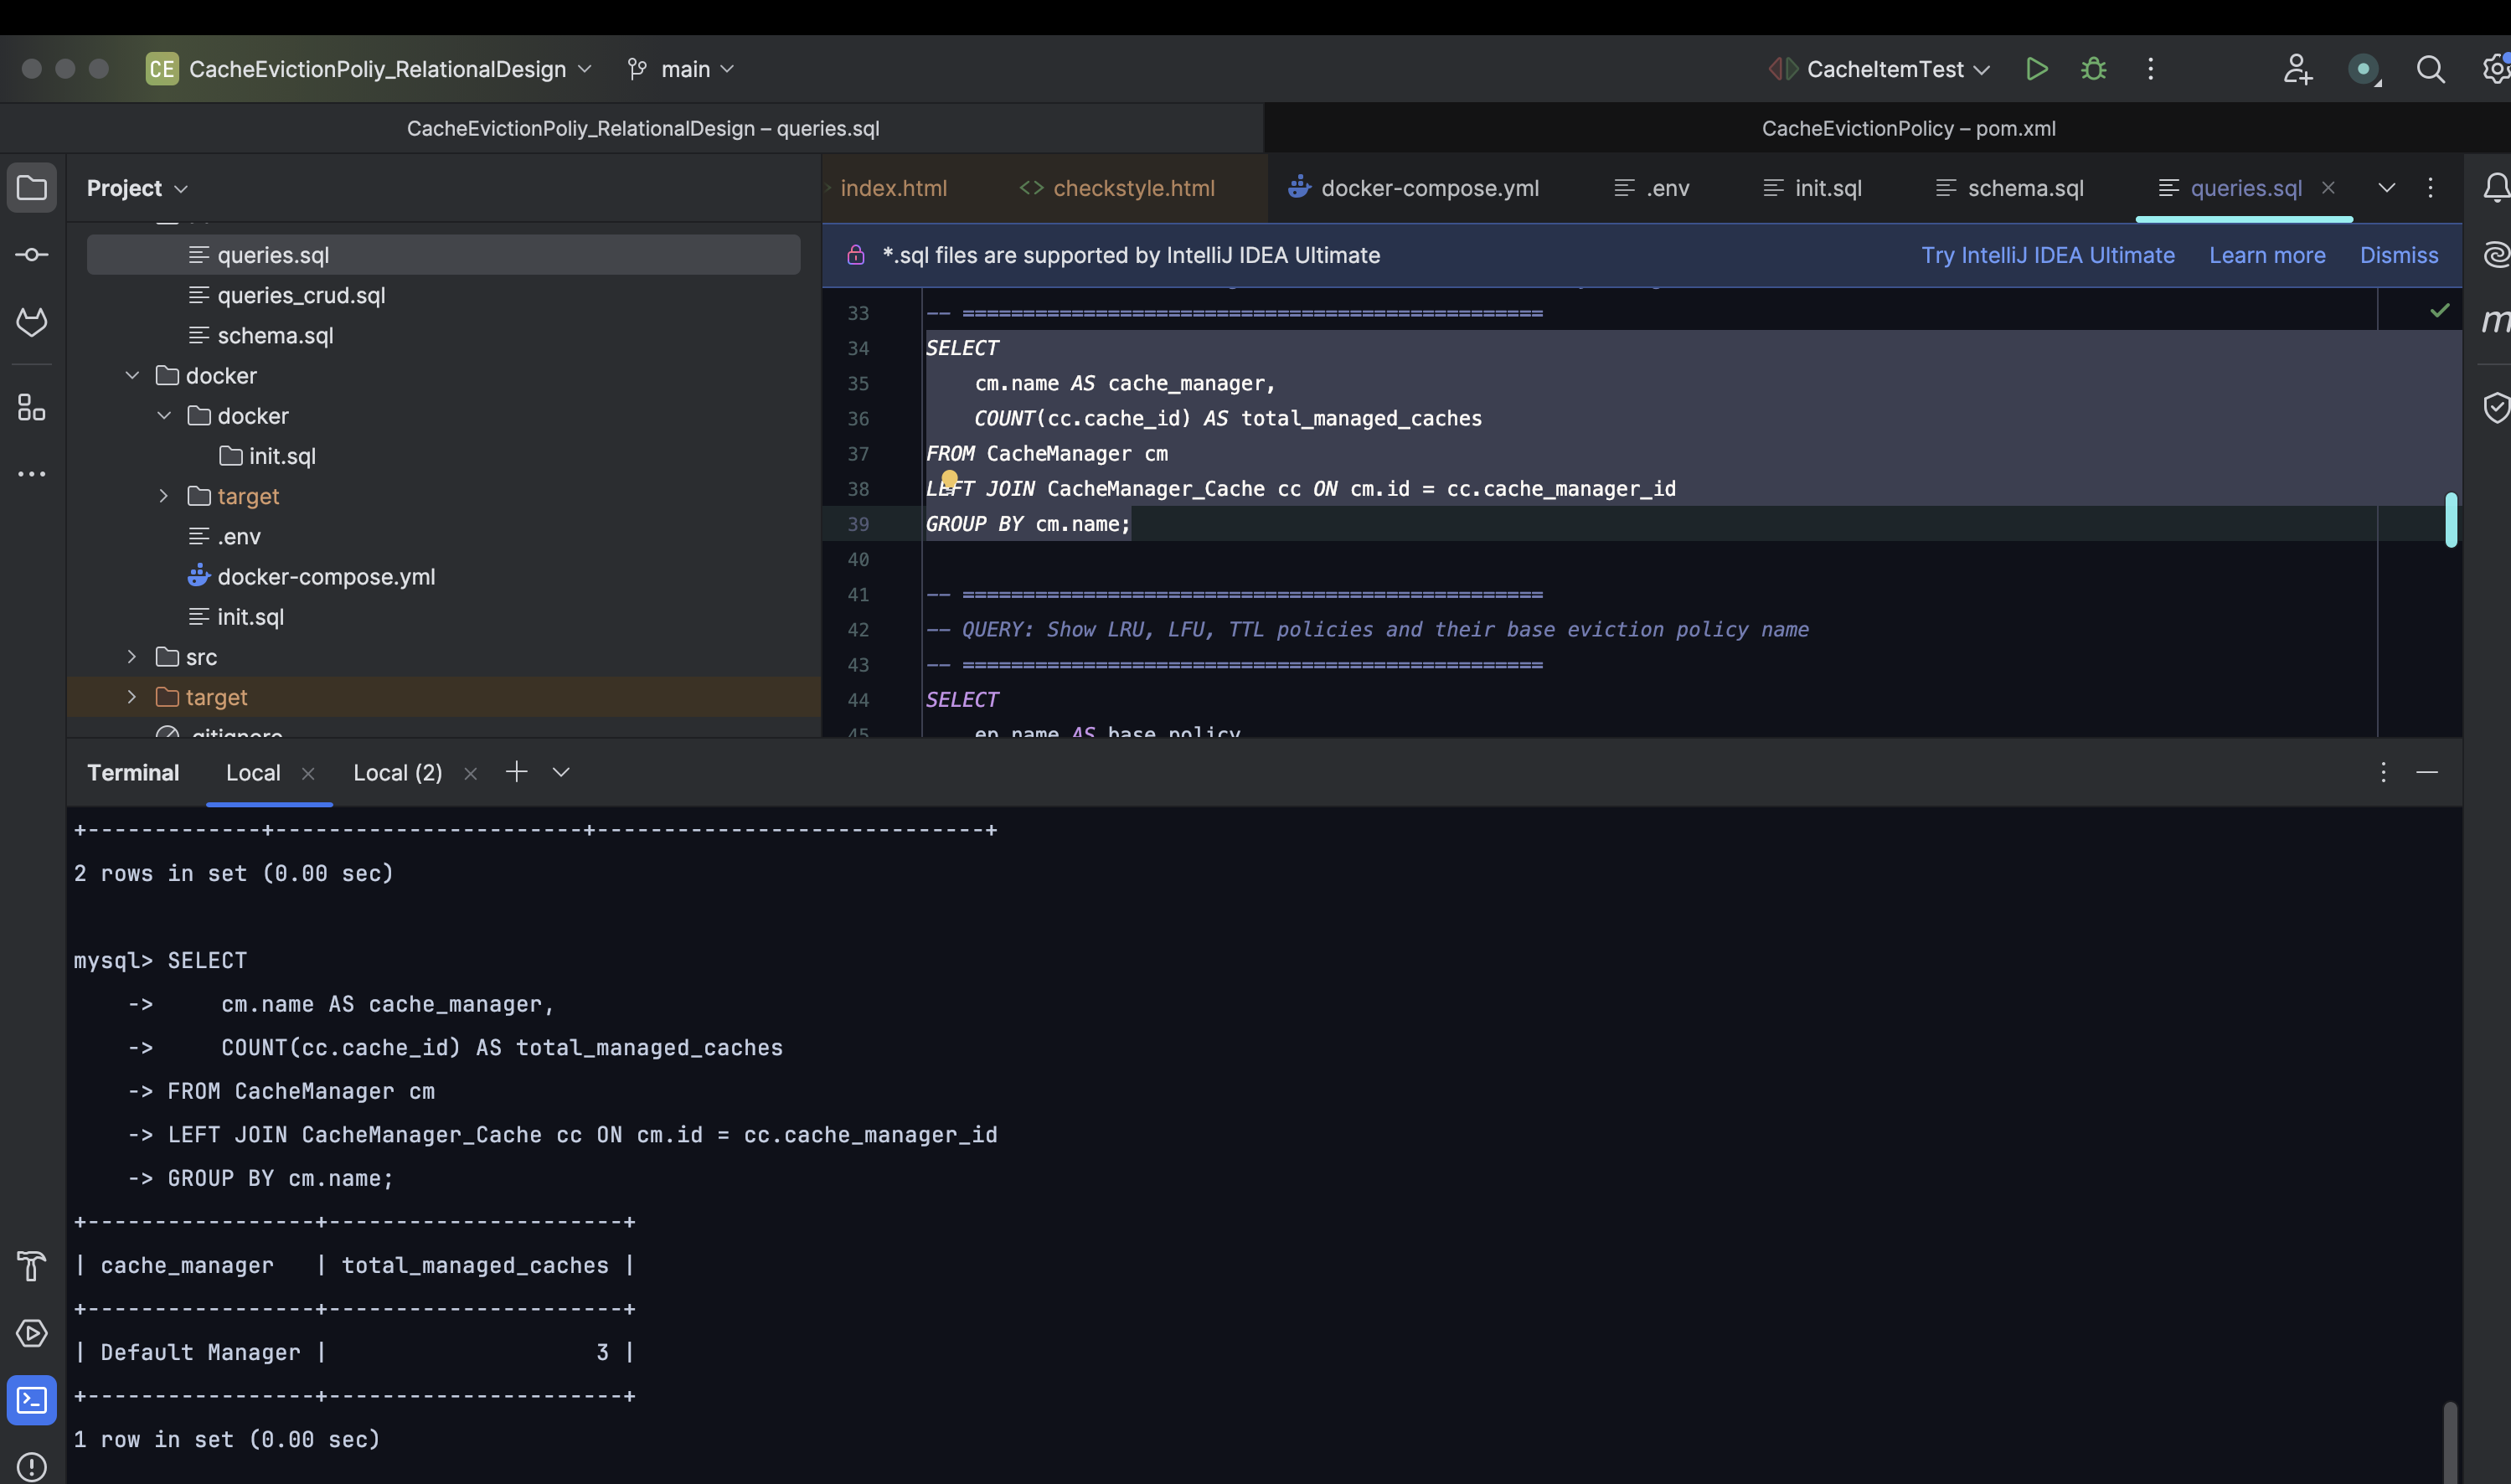 CE CacheEvictionPoliy_RelationalDesign main CacheItemTest
CacheEvictionPoliy_RelationalDesign – queries.sql CacheEvictionPolicy – pom.xml
Project index.html checkstyle.html docker-compose.yml .env init.sql schema.sql queries.sql
queries.sql
queries_crud.sql
schema.sql
docker
docker
init.sql
target
.env
docker-compose.yml
init.sql
src
target
.gitignore
*.sql files are supported by IntelliJ IDEA Ultimate Try IntelliJ IDEA Ultimate Learn more Dismiss
33 -- ================================================
34 SELECT
35 cm.name AS cache_manager,
36 COUNT(cc.cache_id) AS total_managed_caches
37 FROM CacheManager cm
38 LEFT JOIN CacheManager_Cache cc ON cm.id = cc.cache_manager_id
39 GROUP BY cm.name;
40
41 -- ================================================
42 -- QUERY: Show LRU, LFU, TTL policies and their base eviction policy name
43 -- ================================================
44 SELECT
45 ep.name AS base_policy
Terminal Local Local (2)
+-------------+-----------------------+-----------------------------+
2 rows in set (0.00 sec)
mysql> SELECT
-> cm.name AS cache_manager,
-> COUNT(cc.cache_id) AS total_managed_caches
-> FROM CacheManager cm
-> LEFT JOIN CacheManager_Cache cc ON cm.id = cc.cache_manager_id
-> GROUP BY cm.name;
+-----------------+----------------------+
| cache_manager | total_managed_caches |
+-----------------+----------------------+
| Default Manager | 3 |
+-----------------+----------------------+
1 row in set (0.00 sec)